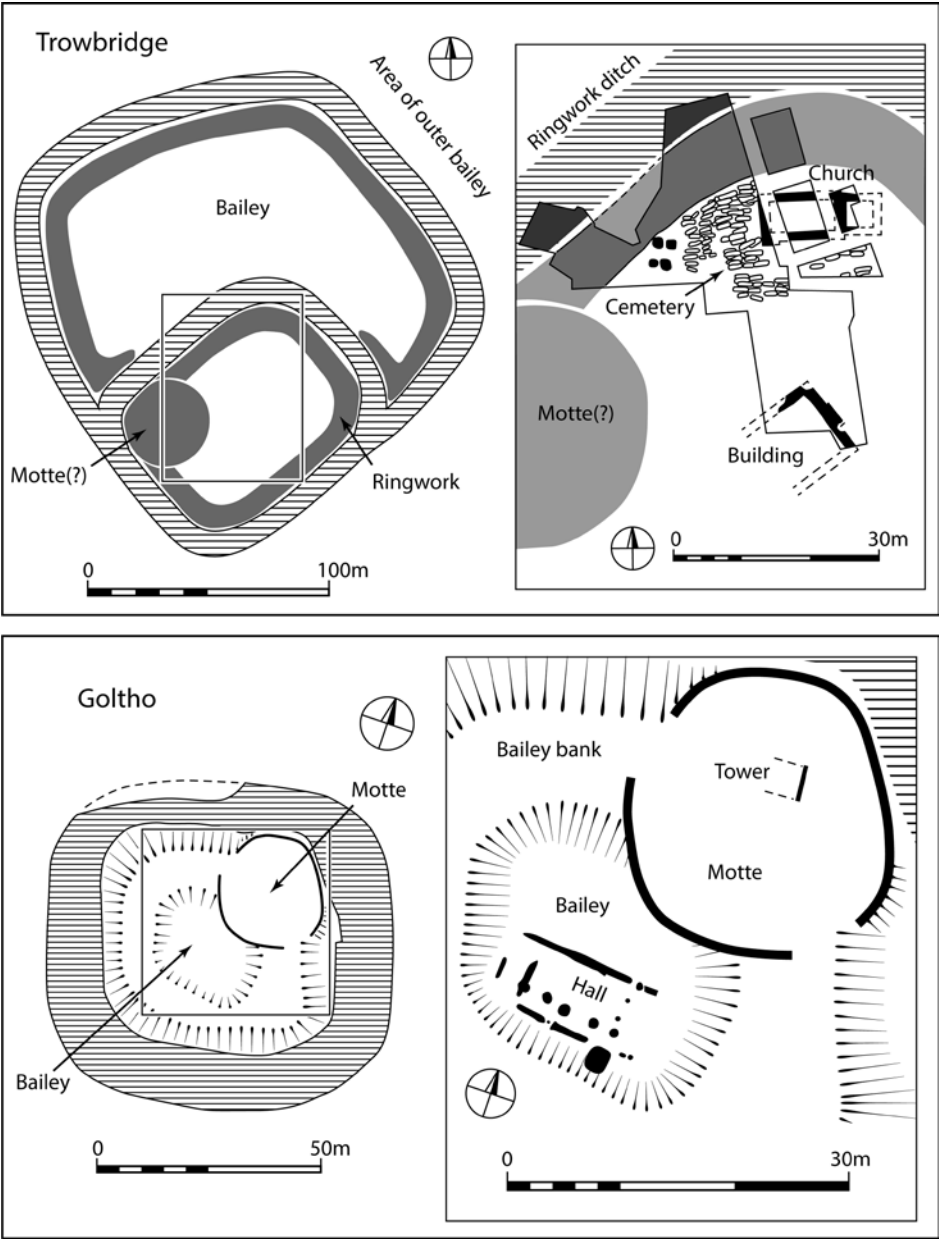 Trowbridge
Area of outer bailey
Bailey
Motte(?)
Ringwork
0 100m
Ringwork ditch
Church
Cemetery
Motte(?)
Building
0 30m
Goltho
Motte
Bailey
0 50m
Bailey bank
Tower
Motte
Bailey
Hall
0 30m